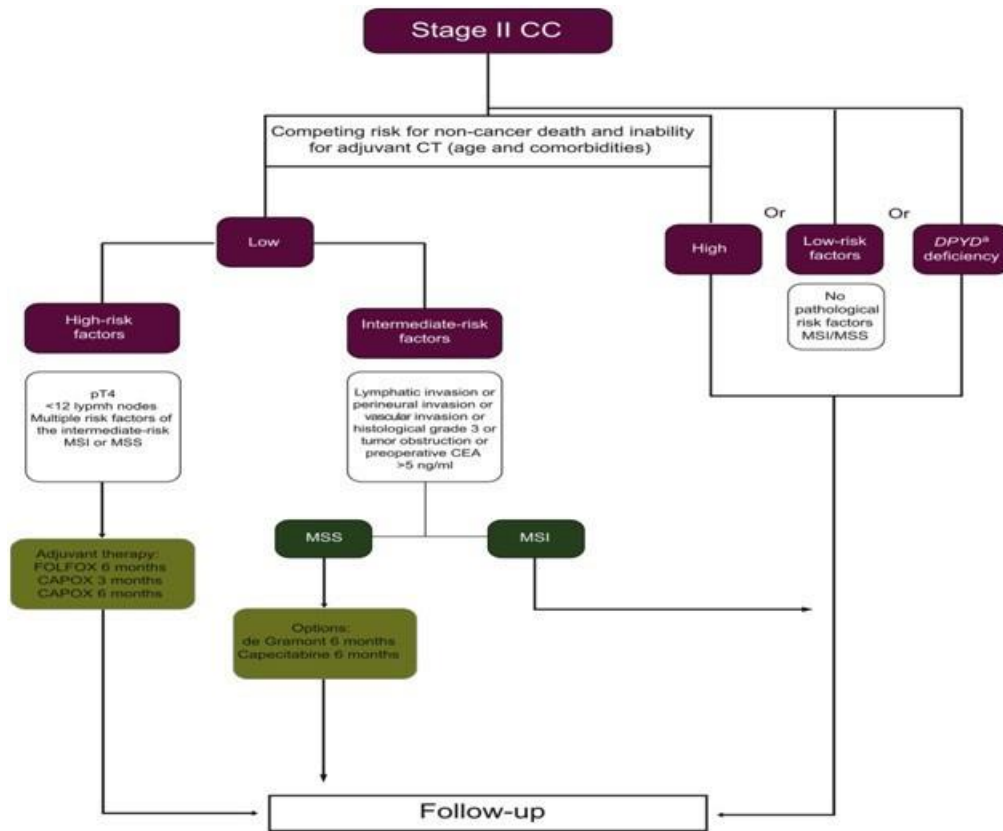 Stage II CC
Competing risk for non-cancer death and inability
for adjuvant CT (age and comorbidities)
Or
Or
Low
High
Low-risk
factors
DPYDª
deficiency
No
pathological
risk factors
MSI/MSS
High-risk
factors
Intermediate-risk
factors
pT4
<12 lypmh nodes
Multiple risk factors of
the intermediate-risk
MSI or MSS
Lymphatic invasion or
perineural invasion or
vascular invasion or
histological grade 3 or
tumor obstruction or
preoperative CEA
>5 ng/ml
MSS
MSI
Adjuvant therapy:
FOLFOX 6 months
CAPOX 3 months
CAPOX 6 months
Options:
de Gramont 6 months
Capecitabine 6 months
Follow-up